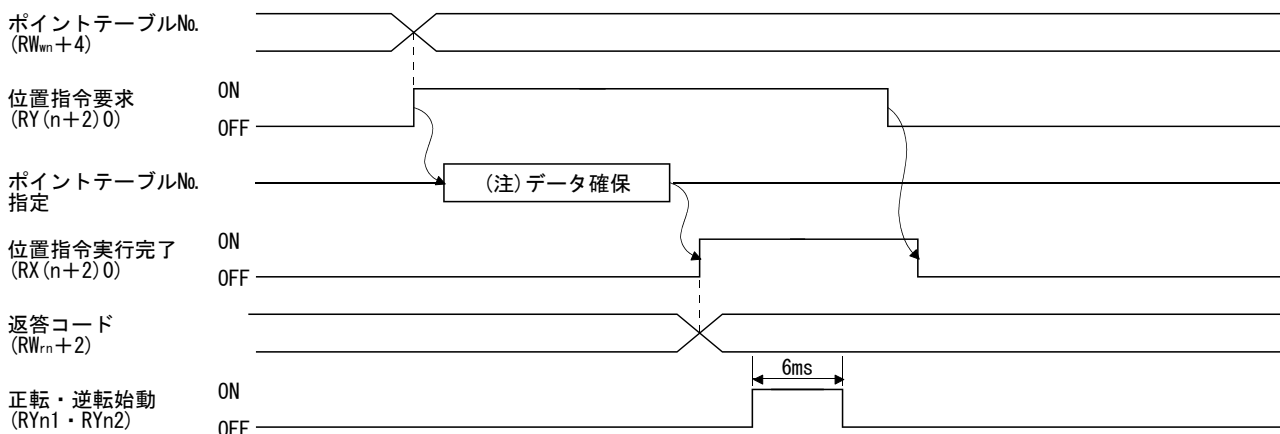 ポイントテーブル№.
(RWwn+4)
位置指令要求
(RY(n+2)0)
ON
OFF
ポイントテーブル№.
指定
(注)データ確保
位置指令実行完了
(RX(n+2)0)
ON
OFF
返答コード
(RWrn+2)
6ms
正転・逆転始動
(RYn1・RYn2)
ON
OFF